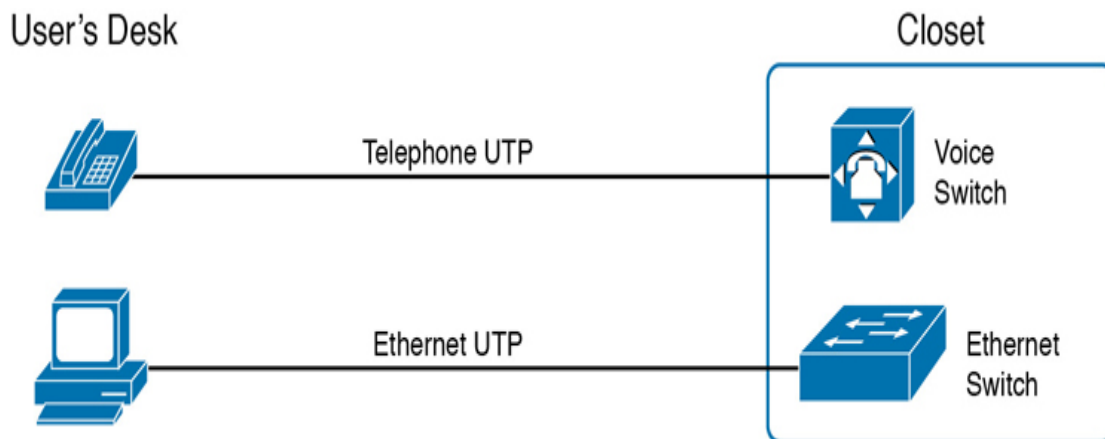 User's Desk
Closet
Telephone UTP
Voice
Switch
Ethernet UTP
Ethernet
Switch